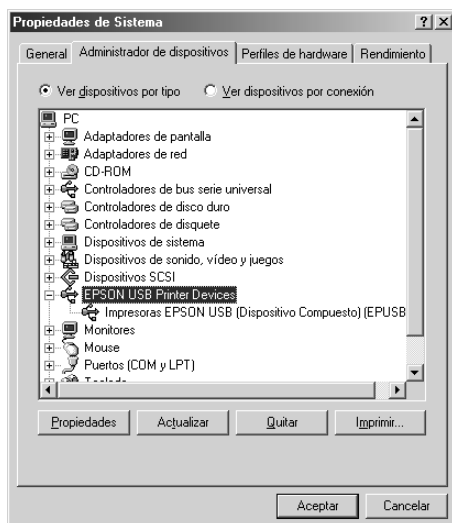 Propiedades de Sistema
General Administrador de dispositivos Perfiles de hardware Rendimiento
Ver dispositivos por tipo Ver dispositivos por conexión
PC
Adaptadores de pantalla
Adaptadores de red
CD-ROM
Controladores de bus serie universal
Controladores de disco duro
Controladores de disquete
Dispositivos de sistema
Dispositivos de sonido, vídeo y juegos
Dispositivos SCSI
EPSON USB Printer Devices
Impresoras EPSON USB (Dispositivo Compuesto) (EPUSB
Monitores
Mouse
Puertos (COM y LPT)
Teclado
Propiedades Actualizar Quitar Imprimir...
Aceptar Cancelar